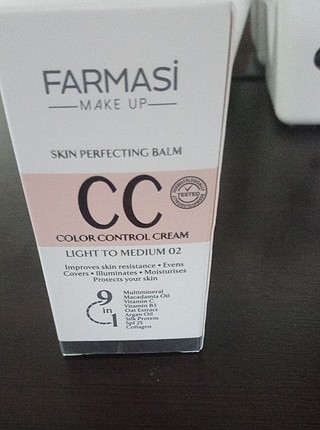 FARMASi
MAKE UP
SKIN PERFECTING BALM
CC
TESTED
COLOR CONTROL CREAM
LIGHT TO MEDIUM 02
Improves skin resistance • Evens
Covers • Illuminates • Moisturises
Protects your skin
9 in 1
Multimineral
Macadamia Oil
Vitamin C
Vitamin B3
Oat Extract
Argan Oil
Silk Protein
Spf 25
Collagen